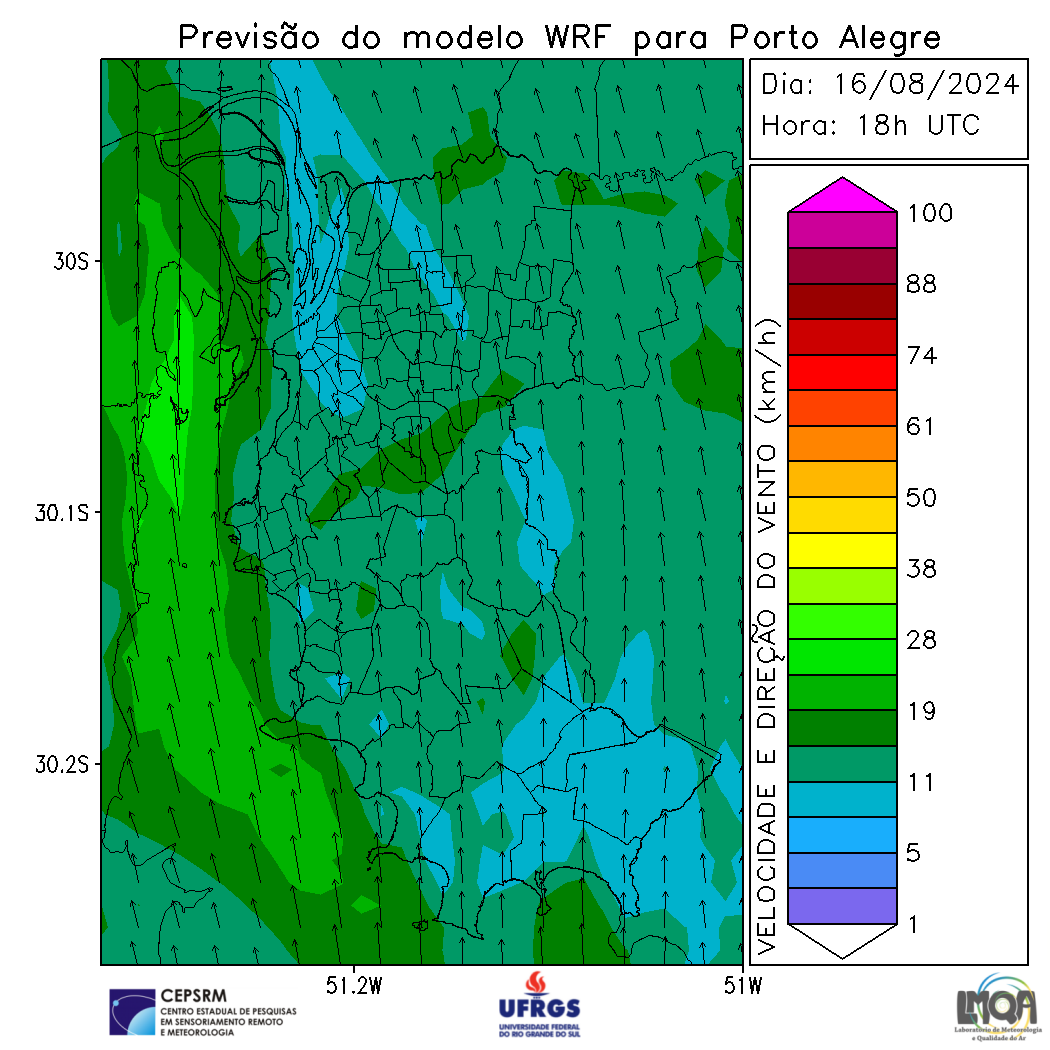 Previsão do modelo WRF para Porto Alegre
Dia: 16/08/2024
Hora: 18h UTC
30S
30.1S
30.2S
51.2W
51W
VELOCIDADE E DIREÇÃO DO VENTO (km/h)
100
88
74
61
50
38
28
19
11
5
1
CEPSRM
CENTRO ESTADUAL DE PESQUISAS
EM SENSORIAMENTO REMOTO
E METEOROLOGIA
UFRGS
UNIVERSIDADE FEDERAL
DO RIO GRANDE DO SUL
LMQA
Laboratório de Meteorologia
e Qualidade do Ar